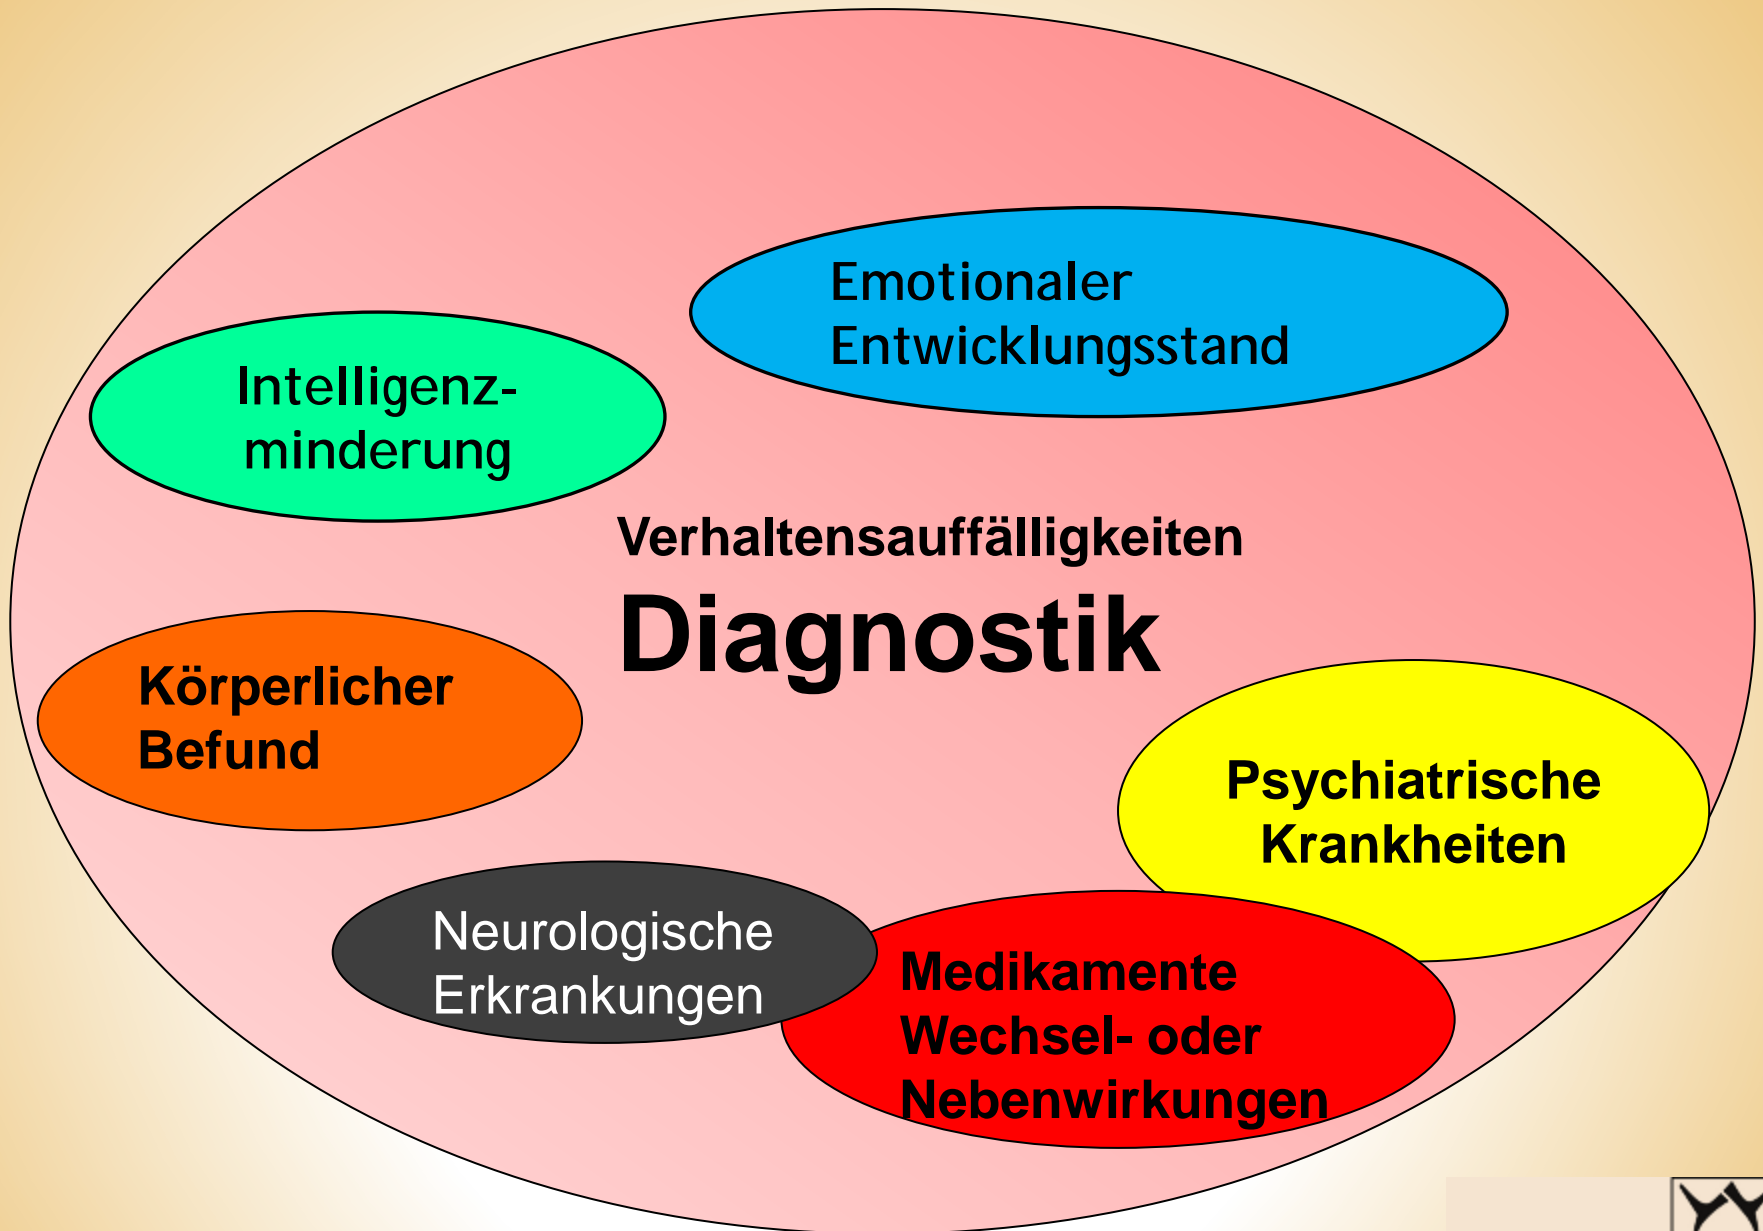 Emotionaler
Entwicklungsstand
Intelligenz-
minderung
Verhaltensauffälligkeiten
Diagnostik
Körperlicher
Befund
Psychiatrische
Krankheiten
Neurologische
Erkrankungen
Medikamente
Wechsel- oder
Nebenwirkungen